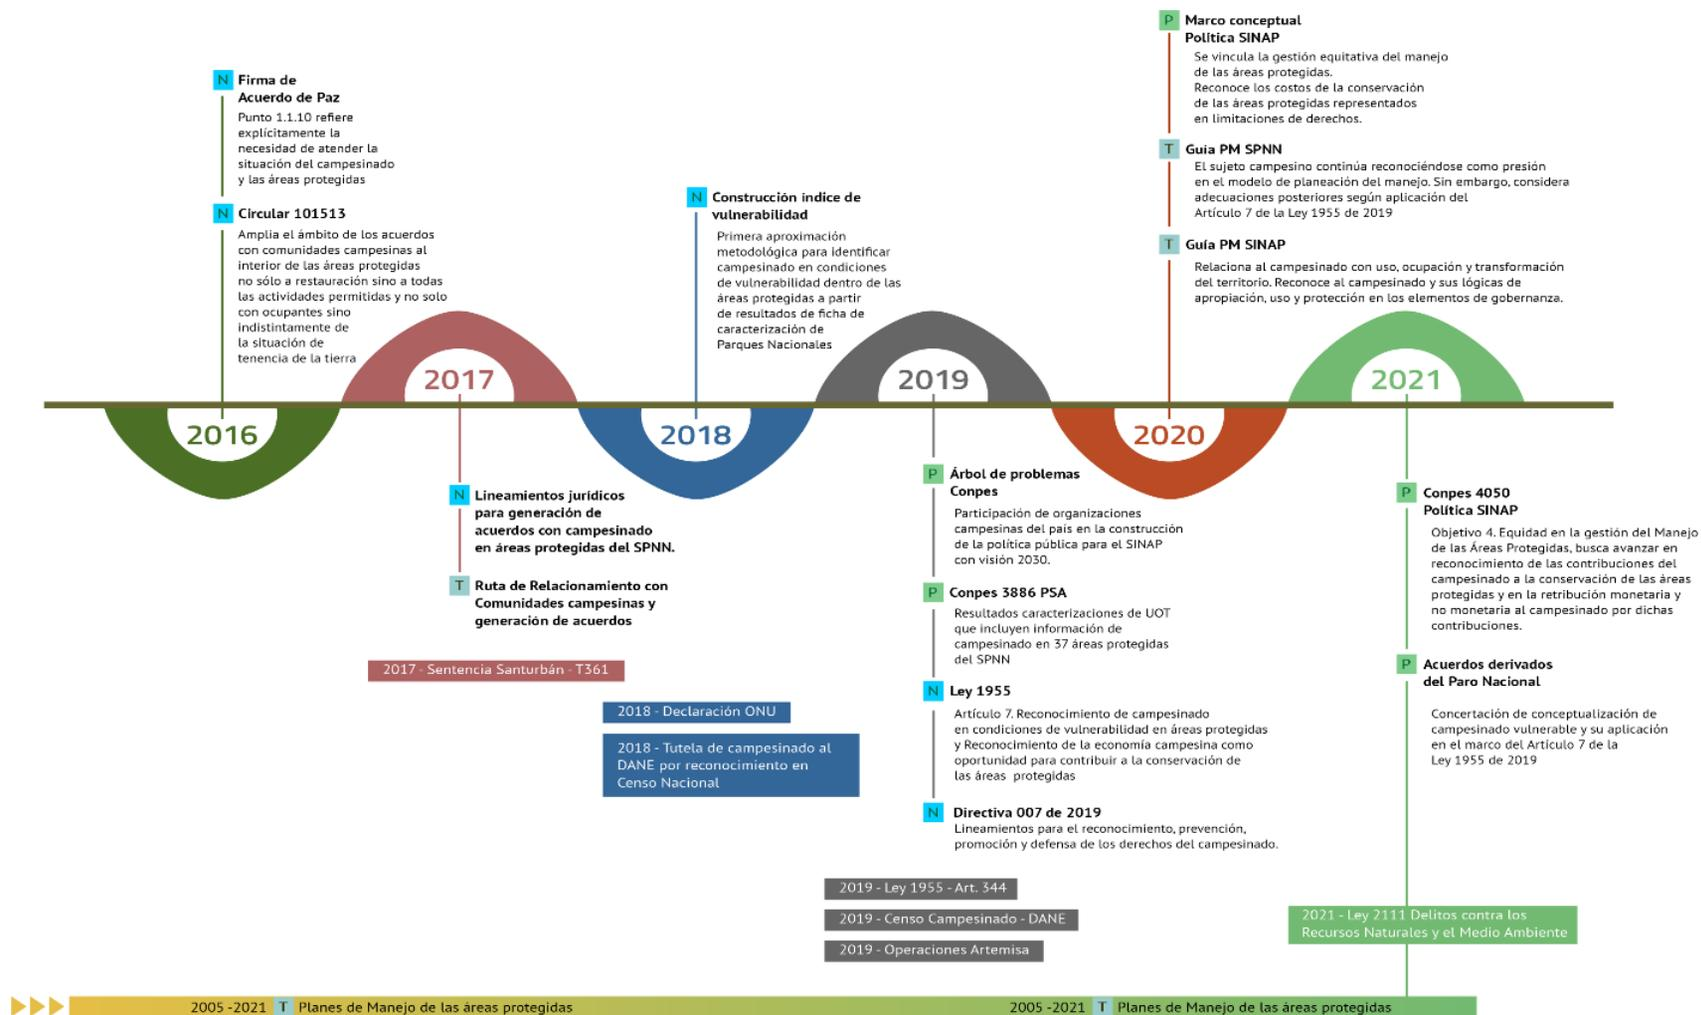 N Firma de
Acuerdo de Paz
Punto 1.1.10 refiere
explícitamente la
necesidad de atender la
situación del campesinado
y las áreas protegidas
N Circular 101513
Amplia el ámbito de los acuerdos
con comunidades campesinas al
interior de las áreas protegidas
no sólo a restauración sino a todas
las actividades permitidas y no solo
con ocupantes sino
indistintamente de
la situación de
tenencia de la tierra
2016
2017
N Lineamientos jurídicos
para generación de
acuerdos con campesinado
en áreas protegidas del SPNN.
T Ruta de Relacionamiento con
Comunidades campesinas y
generación de acuerdos
2017 - Sentencia Santurbán - T361
N Construcción índice de
vulnerabilidad
Primera aproximación
metodológica para identificar
campesinado en condiciones
de vulnerabilidad dentro de las
áreas protegidas a partir
de resultados de ficha de
caracterización de
Parques Nacionales
2018
2018 - Declaración ONU
2018 - Tutela de campesinado al
DANE por reconocimiento en
Censo Nacional
2019
P Árbol de problemas
Conpes
Participación de organizaciones
campesinas del país en la construcción
de la política pública para el SINAP
con visión 2030.
P Conpes 3886 PSA
Resultados caracterizaciones de UOT
que incluyen información de
campesinado en 37 áreas protegidas
del SPNN
N Ley 1955
Artículo 7. Reconocimiento de campesinado
en condiciones de vulnerabilidad en áreas protegidas
y Reconocimiento de la economía campesina como
oportunidad para contribuir a la conservación de
las áreas protegidas
N Directiva 007 de 2019
Lineamientos para el reconocimiento, prevención,
promoción y defensa de los derechos del campesinado.
2019 - Ley 1955 - Art. 344
2019 - Censo Campesinado - DANE
2019 - Operaciones Artemisa
P Marco conceptual
Política SINAP
Se vincula la gestión equitativa del manejo
de las áreas protegidas.
Reconoce los costos de la conservación
de las áreas protegidas representados
en limitaciones de derechos.
T Guía PM SPNN
El sujeto campesino continúa reconociéndose como presión
en el modelo de planeación del manejo. Sin embargo, considera
adecuaciones posteriores según aplicación del
Artículo 7 de la Ley 1955 de 2019
T Guía PM SINAP
Relaciona al campesinado con uso, ocupación y transformación
del territorio. Reconoce al campesinado y sus lógicas de
apropiación, uso y protección en los elementos de gobernanza.
2020
2021
P Conpes 4050
Política SINAP
Objetivo 4. Equidad en la gestión del Manejo
de las Áreas Protegidas, busca avanzar en
reconocimiento de las contribuciones del
campesinado a la conservación de las áreas
protegidas y en la retribución monetaria y
no monetaria al campesinado por dichas
contribuciones.
P Acuerdos derivados
del Paro Nacional
Concertación de conceptualización de
campesinado vulnerable y su aplicación
en el marco del Artículo 7 de la
Ley 1955 de 2019
2021 - Ley 2111 Delitos contra los
Recursos Naturales y el Medio Ambiente
2005 -2021 T Planes de Manejo de las áreas protegidas
2005 -2021 T Planes de Manejo de las áreas protegidas